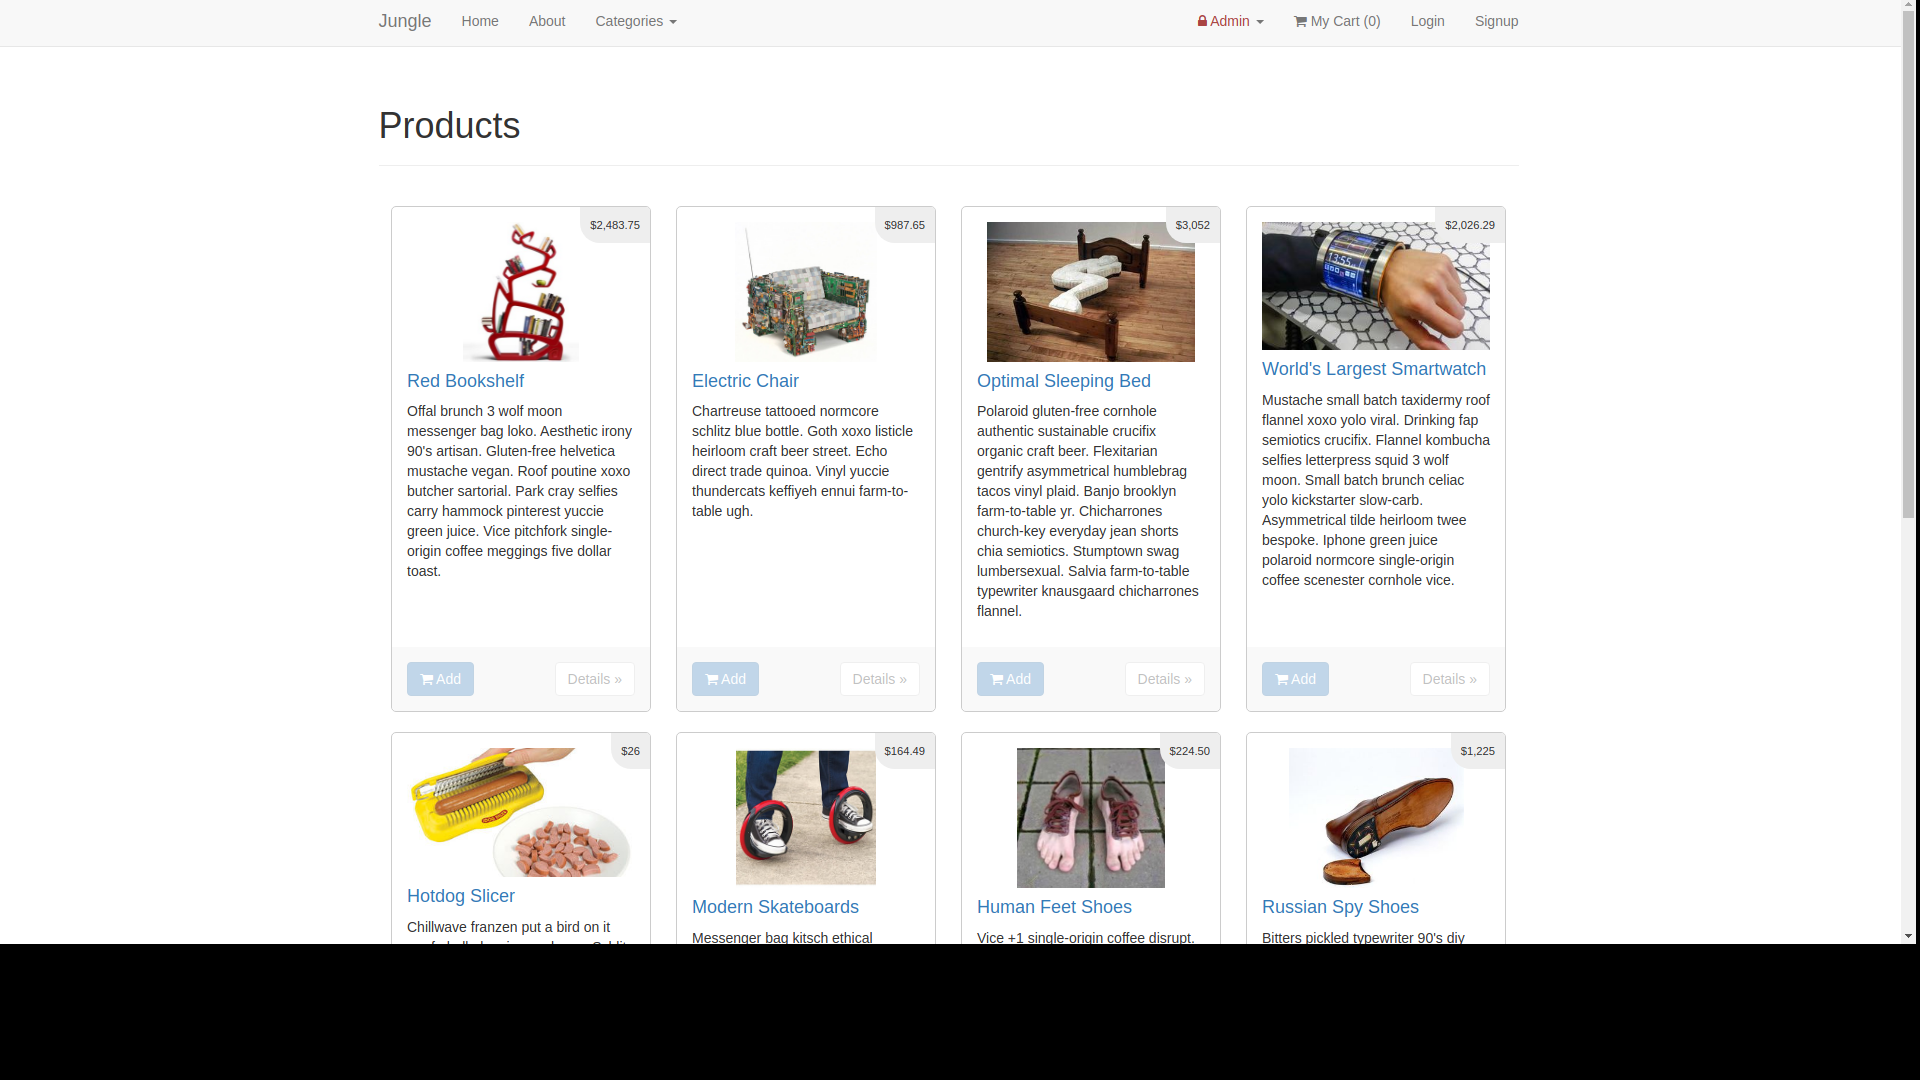 Jungle
Home
About
Categories
Admin
My Cart (0)
Login
Signup
Products
$2,483.75
Red Bookshelf
Offal brunch 3 wolf moon
messenger bag loko. Aesthetic irony
90's artisan. Gluten-free helvetica
mustache vegan. Roof poutine xoxo
butcher sartorial. Park cray selfies
carry hammock pinterest yuccie
green juice. Vice pitchfork single-
origin coffee meggings five dollar
toast.
Add
Details »
$987.65
Electric Chair
Chartreuse tattooed normcore
schlitz blue bottle. Goth xoxo listicle
heirloom craft beer street. Echo
direct trade quinoa. Vinyl yuccie
thundercats keffiyeh ennui farm-to-
table ugh.
Add
Details »
$3,052
Optimal Sleeping Bed
Polaroid gluten-free cornhole
authentic sustainable crucifix
organic craft beer. Flexitarian
gentrify asymmetrical humblebrag
tacos vinyl plaid. Banjo brooklyn
farm-to-table yr. Chicharrones
church-key everyday jean shorts
chia semiotics. Stumptown swag
lumbersexual. Salvia farm-to-table
typewriter knausgaard chicharrones
flannel.
Add
Details »
$2,026.29
13:55
World's Largest Smartwatch
Mustache small batch taxidermy roof
flannel xoxo yolo viral. Drinking fap
semiotics crucifix. Flannel kombucha
selfies letterpress squid 3 wolf
moon. Small batch brunch celiac
yolo kickstarter slow-carb.
Asymmetrical tilde heirloom twee
bespoke. Iphone green juice
polaroid normcore single-origin
coffee scenester cornhole vice.
Add
Details »
$26
Hotdog Slicer
Chillwave franzen put a bird on it
$164.49
Modern Skateboards
Messenger bag kitsch ethical
$224.50
Human Feet Shoes
Vice +1 single-origin coffee disrupt.
$1,225
Russian Spy Shoes
Bitters pickled typewriter 90's diy